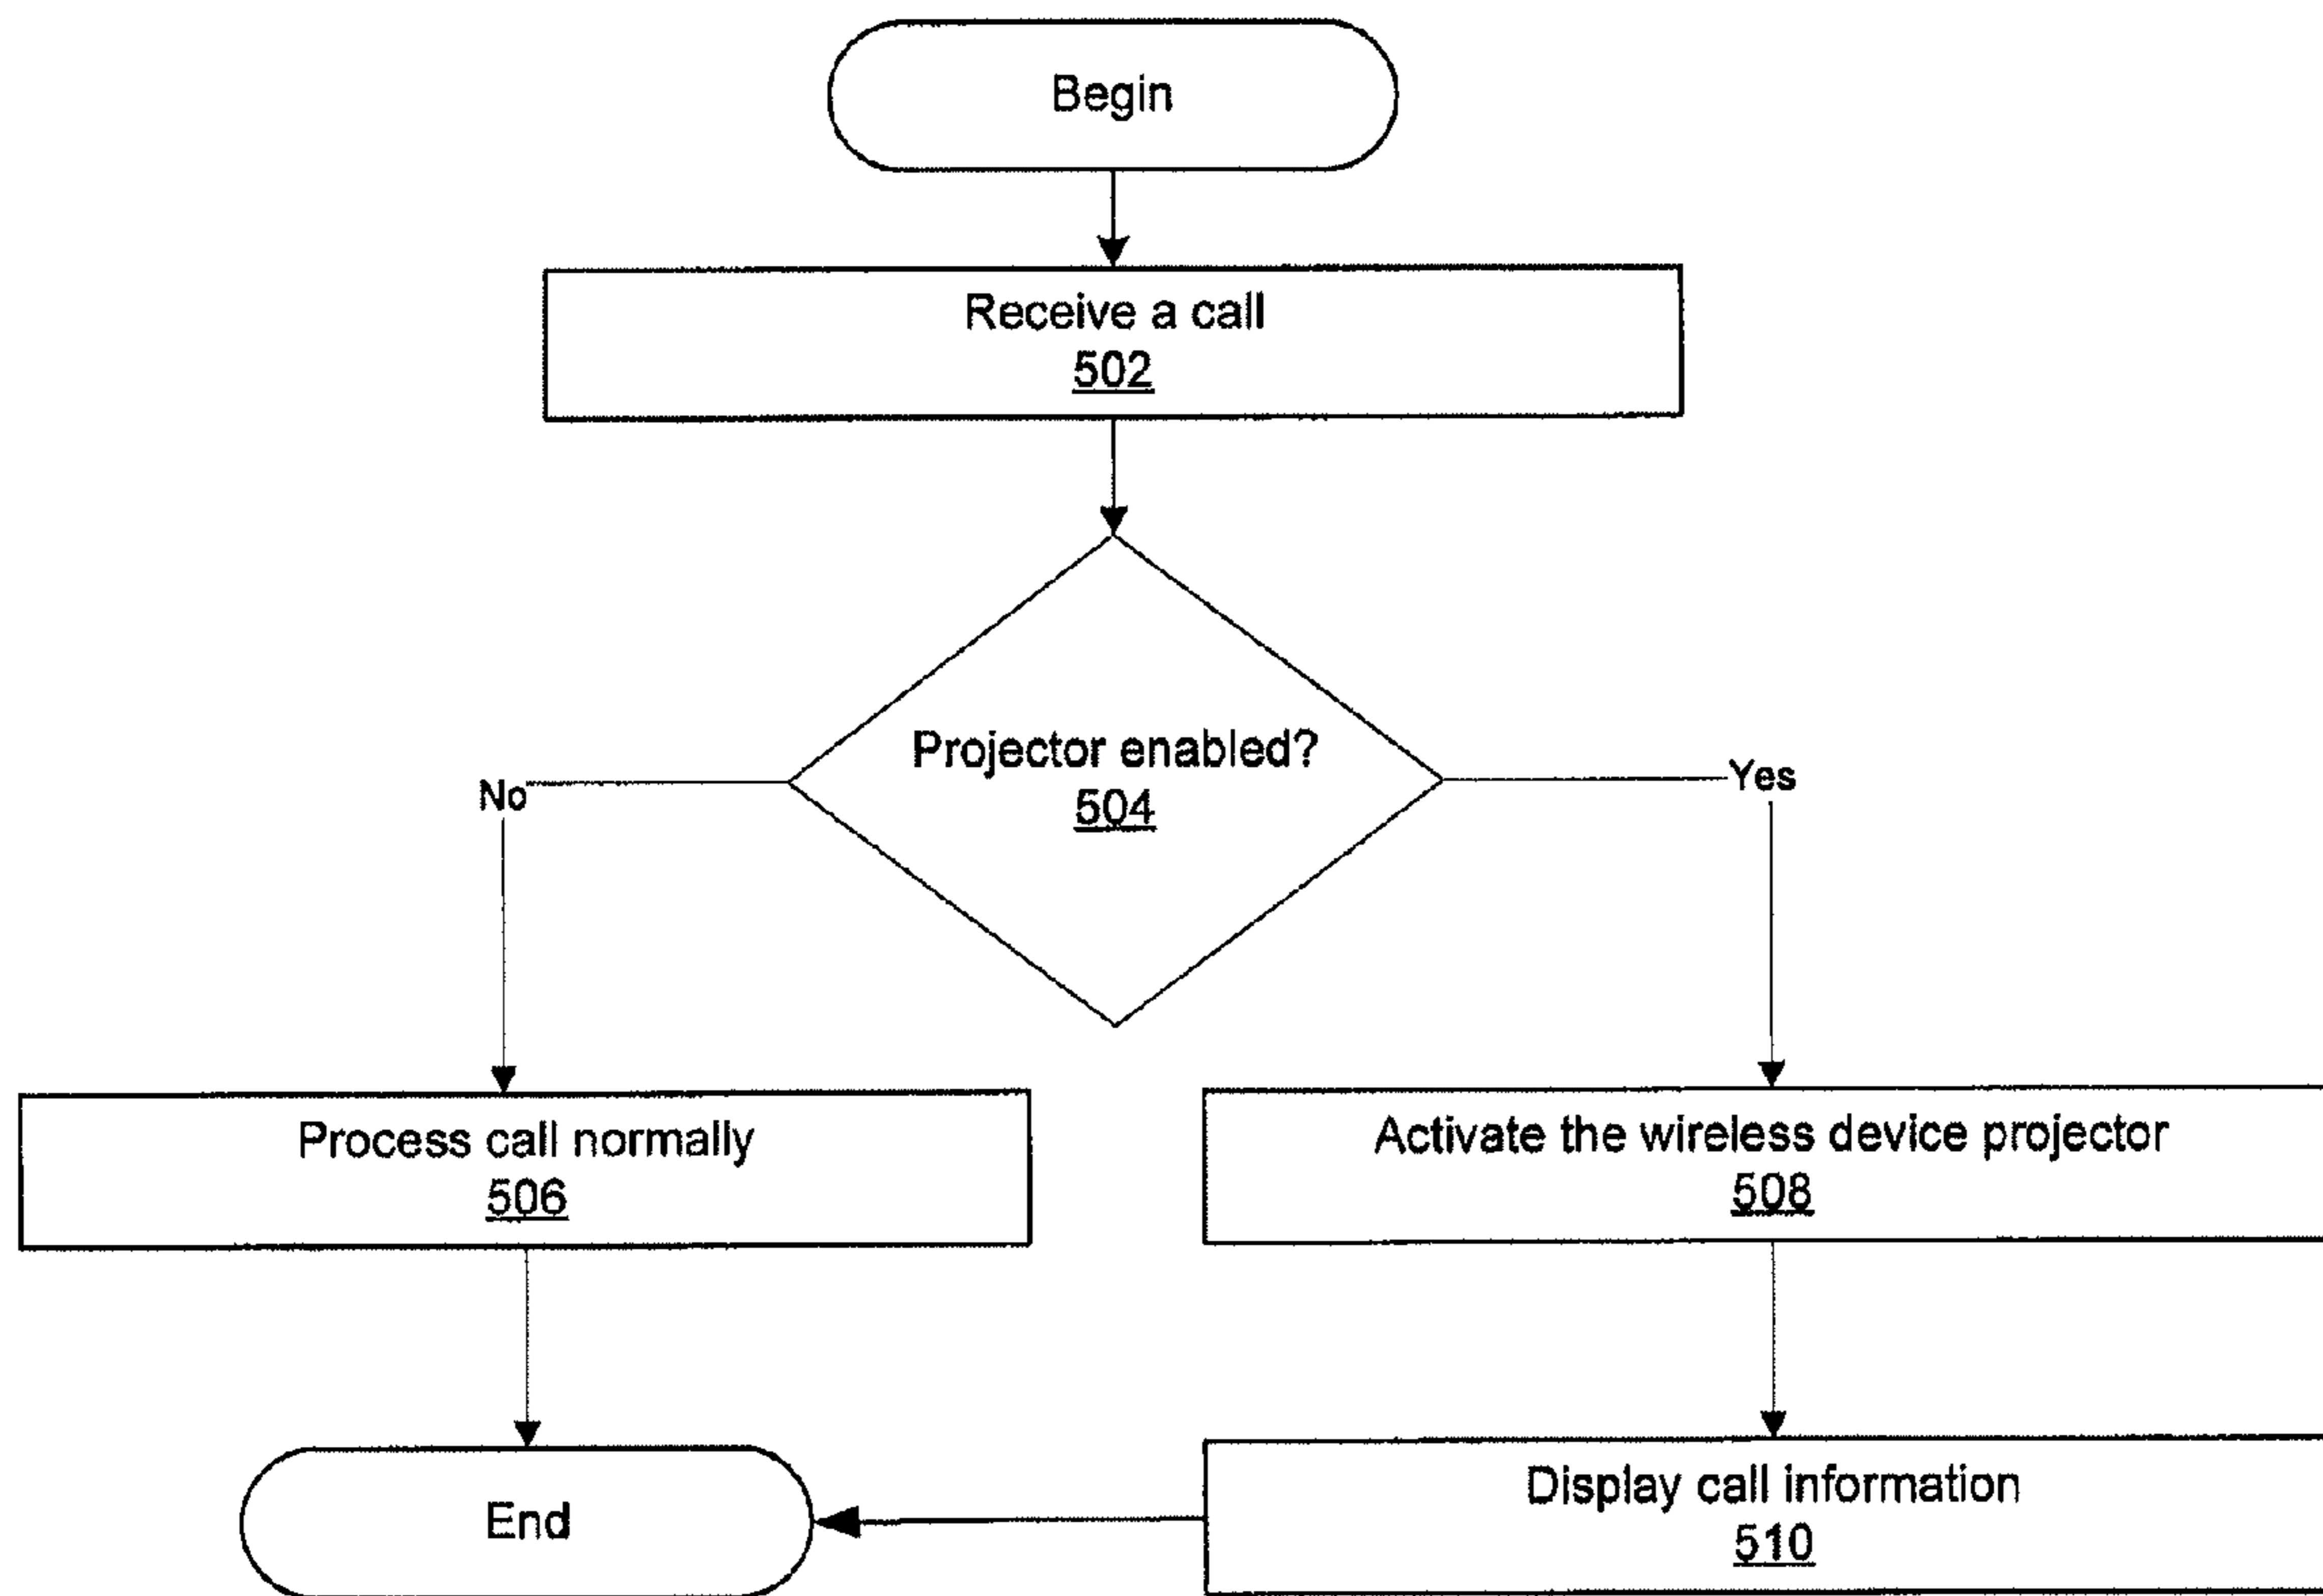 Begin
Receive a call
502
Projector enabled?
504
No
Yes
Process call normally
506
Activate the wireless device projector
508
End
Display call information
510